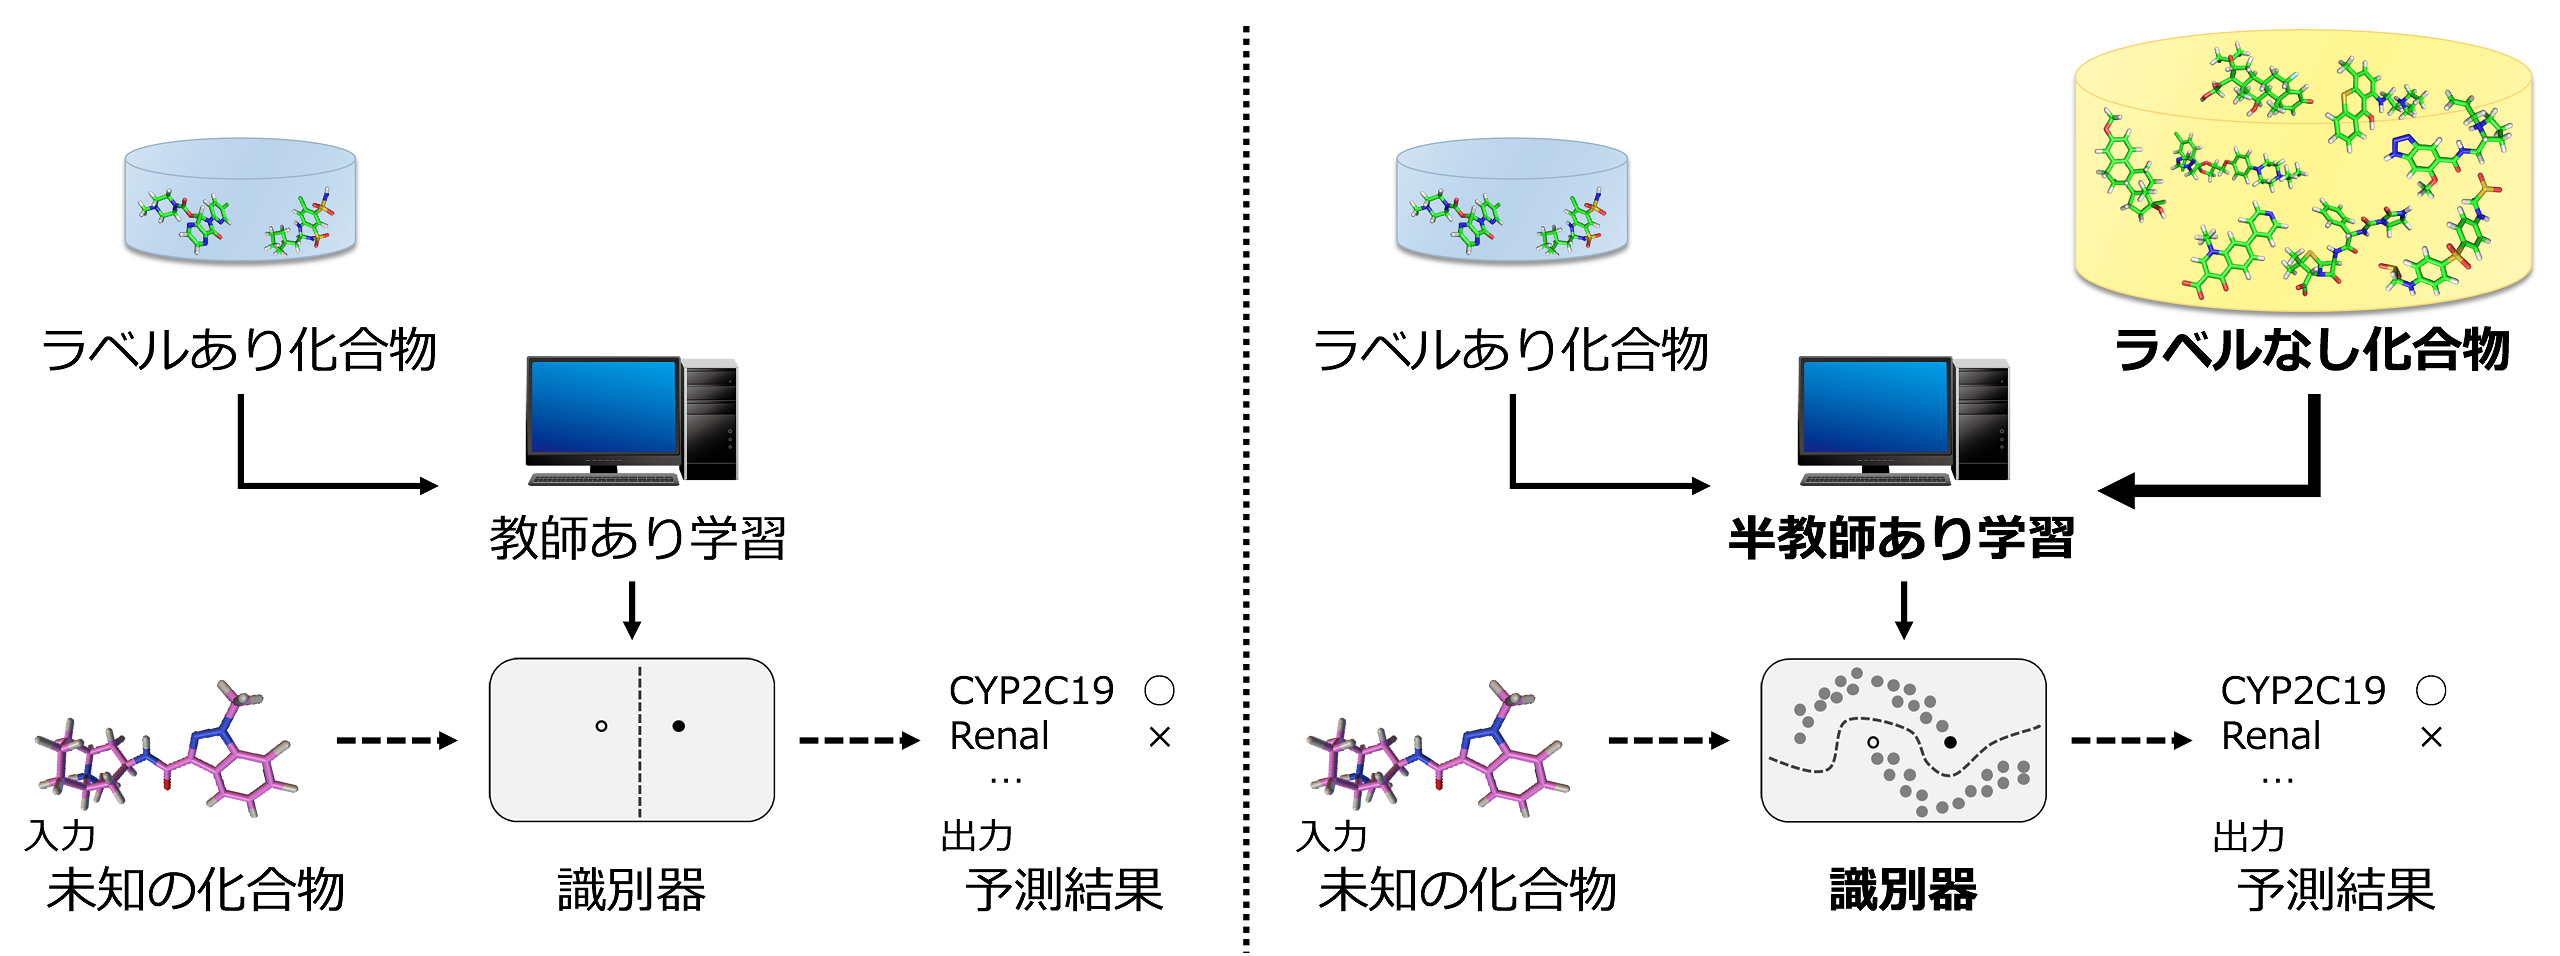 ラベルあり化合物
教師あり学習
CYP2C19 ○
Renal ×
…
入力
未知の化合物
識別器
出力
予測結果
ラベルあり化合物
ラベルなし化合物
半教師あり学習
CYP2C19 ○
Renal ×
…
入力
未知の化合物
識別器
出力
予測結果